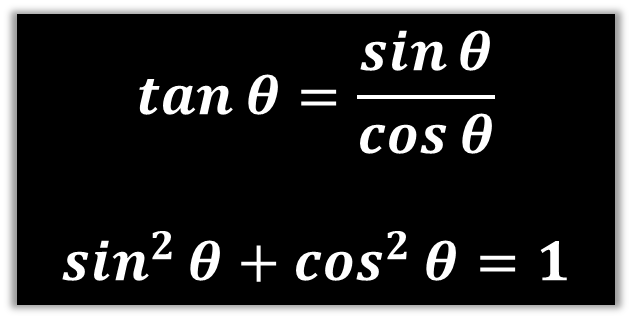 tan θ = sin θ / cos θ
sin² θ + cos² θ = 1